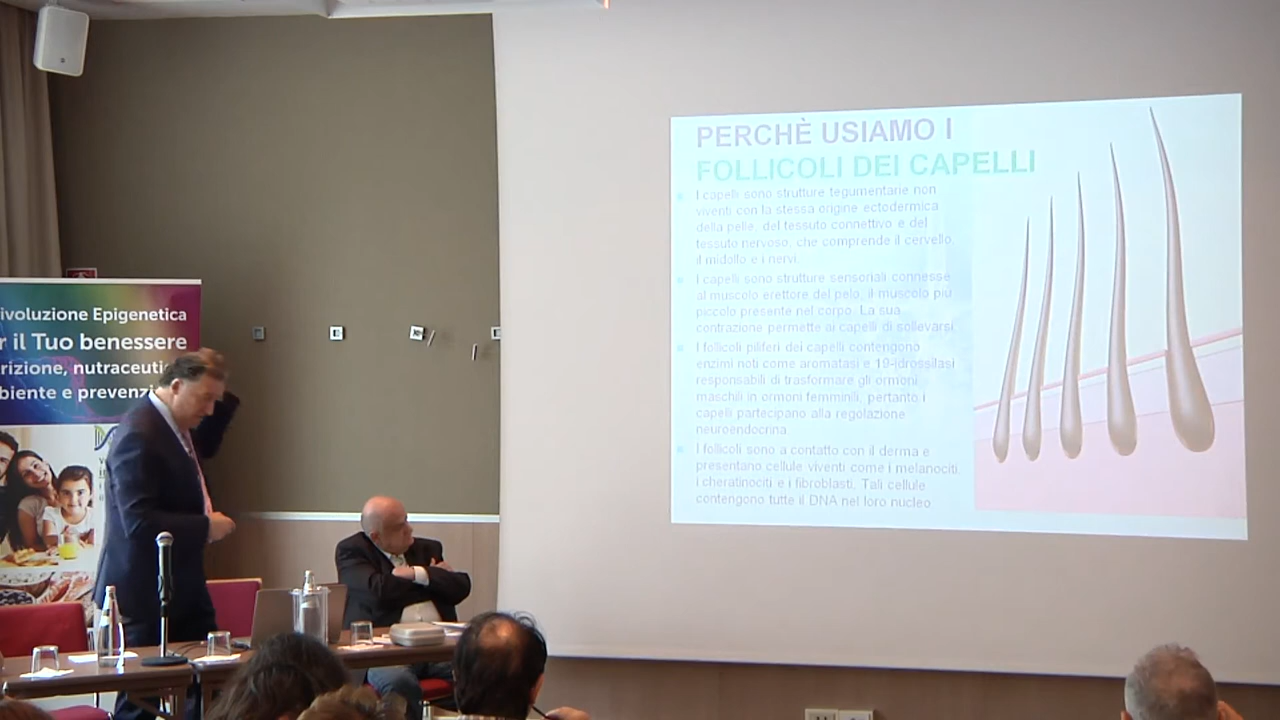 ivoluzione Epigenetica
r il Tuo benessere
rizione, nutraceutic
biente e prevenzi
PERCHÈ USIAMO I
FOLLICOLI DEI CAPELLI
I capelli sono strutture tegumentarie non
viventi con la stessa origine ectodermica
della pelle, del tessuto connettivo e del
tessuto nervoso, che comprende il cervello,
il midollo e i nervi.
I capelli sono strutture sensoriali connesse
al muscolo erettore del pelo, il muscolo più
piccolo presente nel corpo. La sua
contrazione permette ai capelli di sollevarsi.
I follicoli piliferi dei capelli contengono
enzimi noti come aromatasi e 19-idrossilasi
responsabili di trasformare gli ormoni
maschili in ormoni femminili, pertanto i
capelli partecipano alla regolazione
neuroendocrina.
I follicoli sono a contatto con il derma e
presentano cellule viventi come i melanociti,
i cheratinociti e i fibroblasti. Tali cellule
contengono tutte il DNA nel loro nucleo